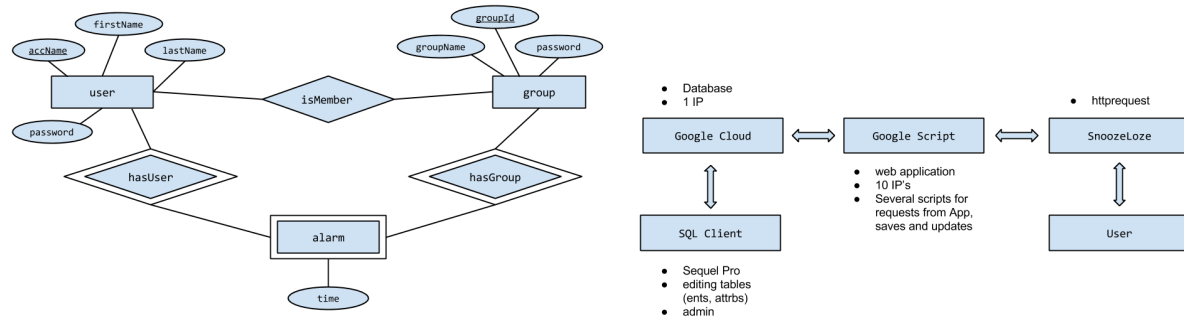 firstName
accName
lastName
user
password
isMember
groupId
groupName
password
group
hasUser
hasGroup
alarm
time
● Database
● 1 IP
Google Cloud
Google Script
● httprequest
SnoozeLoze
● web application
● 10 IP's
● Several scripts for
requests from App,
saves and updates
SQL Client
User
● Sequel Pro
● editing tables
(ents, attrbs)
● admin